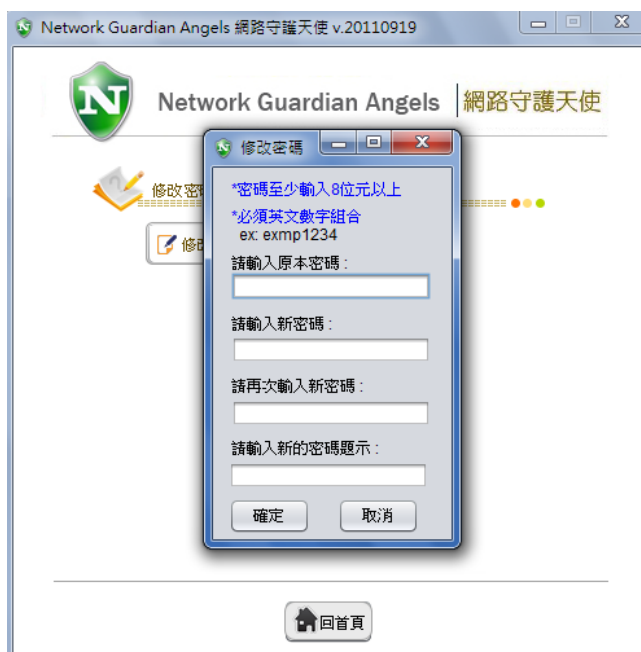 Network Guardian Angels 網路守護天使 v.20110919
N
Network Guardian Angels 網路守護天使
修改密碼
修改密
*密碼至少輸入8位元以上
*必須英文數字組合
ex: exmp1234
修
請輸入原本密碼 :
請輸入新密碼 :
請再次輸入新密碼 :
請輸入新的密碼題示 :
確定 取消
回首頁